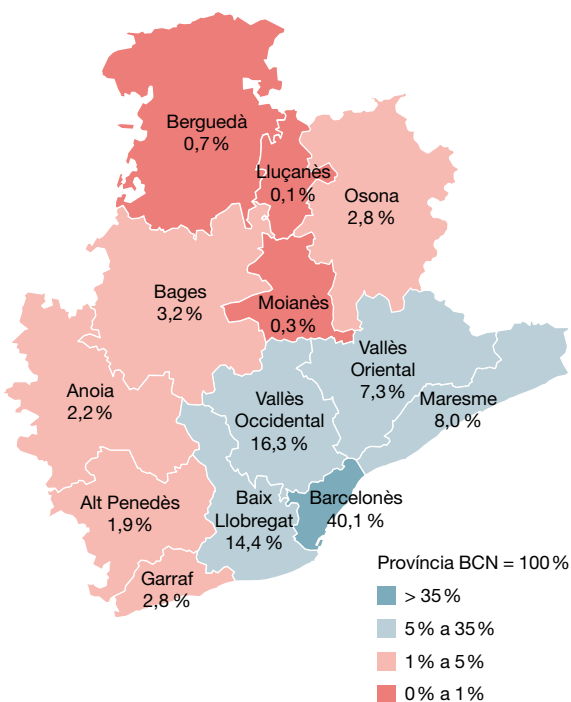 Berguedà
0,7 %
Lluçanès
0,1 %
Osona
2,8 %
Bages
3,2 %
Moianès
0,3 %
Vallès
Oriental
7,3 %
Maresme
8,0 %
Anoia
2,2 %
Vallès
Occidental
16,3 %
Alt Penedès
1,9 %
Baix
Llobregat
14,4 %
Barcelonès
40,1 %
Garraf
2,8 %
Província BCN = 100 %
> 35 %
5 % a 35 %
1 % a 5 %
0 % a 1 %